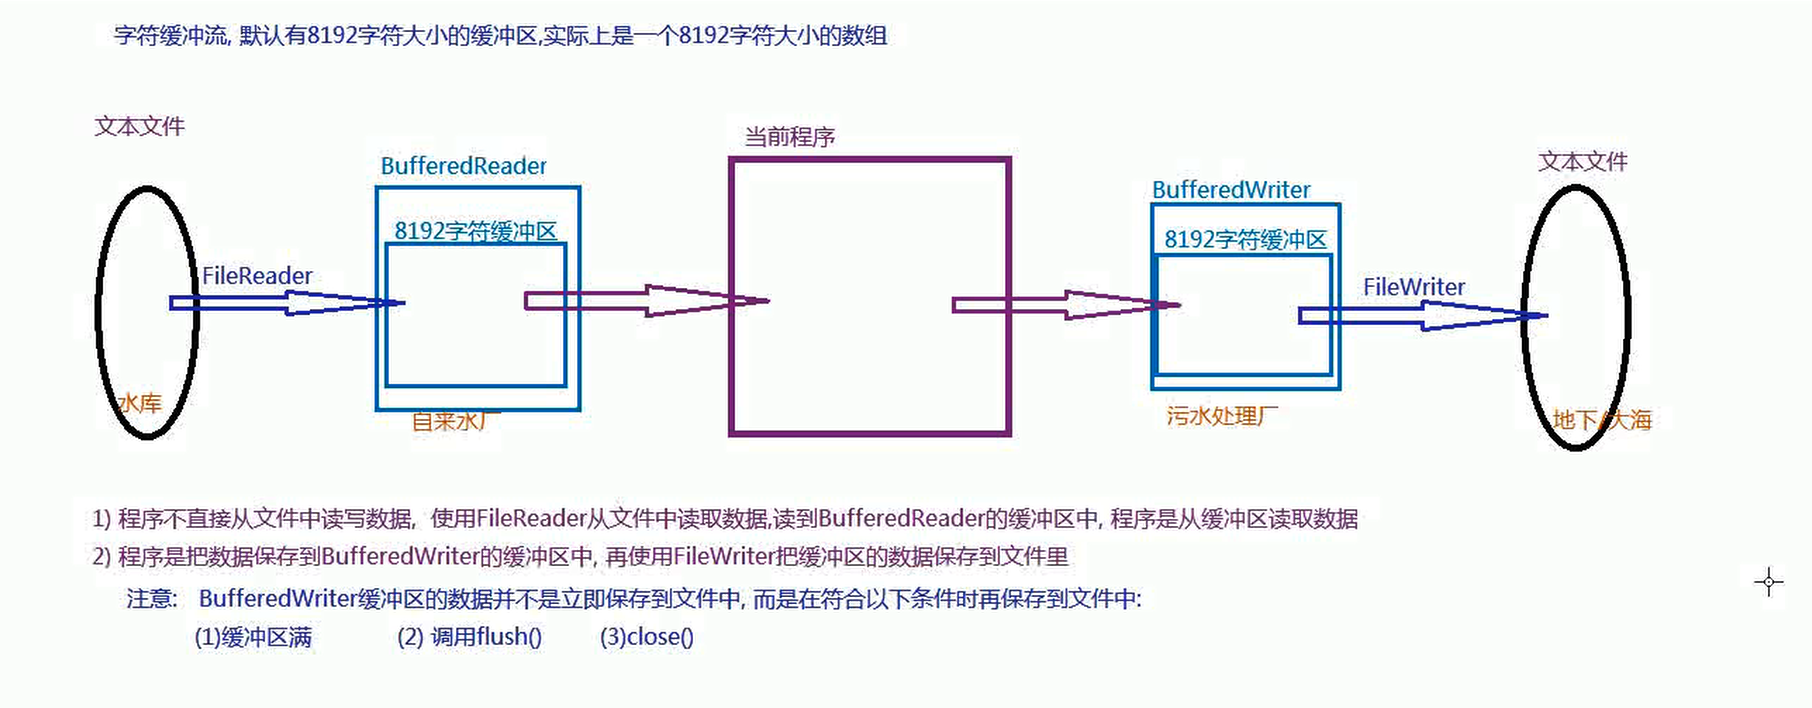 字符缓冲流, 默认有8192字符大小的缓冲区,实际上是一个8192字符大小的数组
文本文件
当前程序
BufferedReader
文本文件
BufferedWriter
8192字符缓冲区
8192字符缓冲区
FileReader
FileWriter
水库
自来水厂
污水处理厂
地下/大海
1) 程序不直接从文件中读写数据, 使用FileReader从文件中读取数据,读到BufferedReader的缓冲区中, 程序是从缓冲区读取数据
2) 程序是把数据保存到BufferedWriter的缓冲区中, 再使用FileWriter把缓冲区的数据保存到文件里
注意: BufferedWriter缓冲区的数据并不是立即保存到文件中, 而是在符合以下条件时再保存到文件中:
(1)缓冲区满 (2) 调用flush() (3)close()